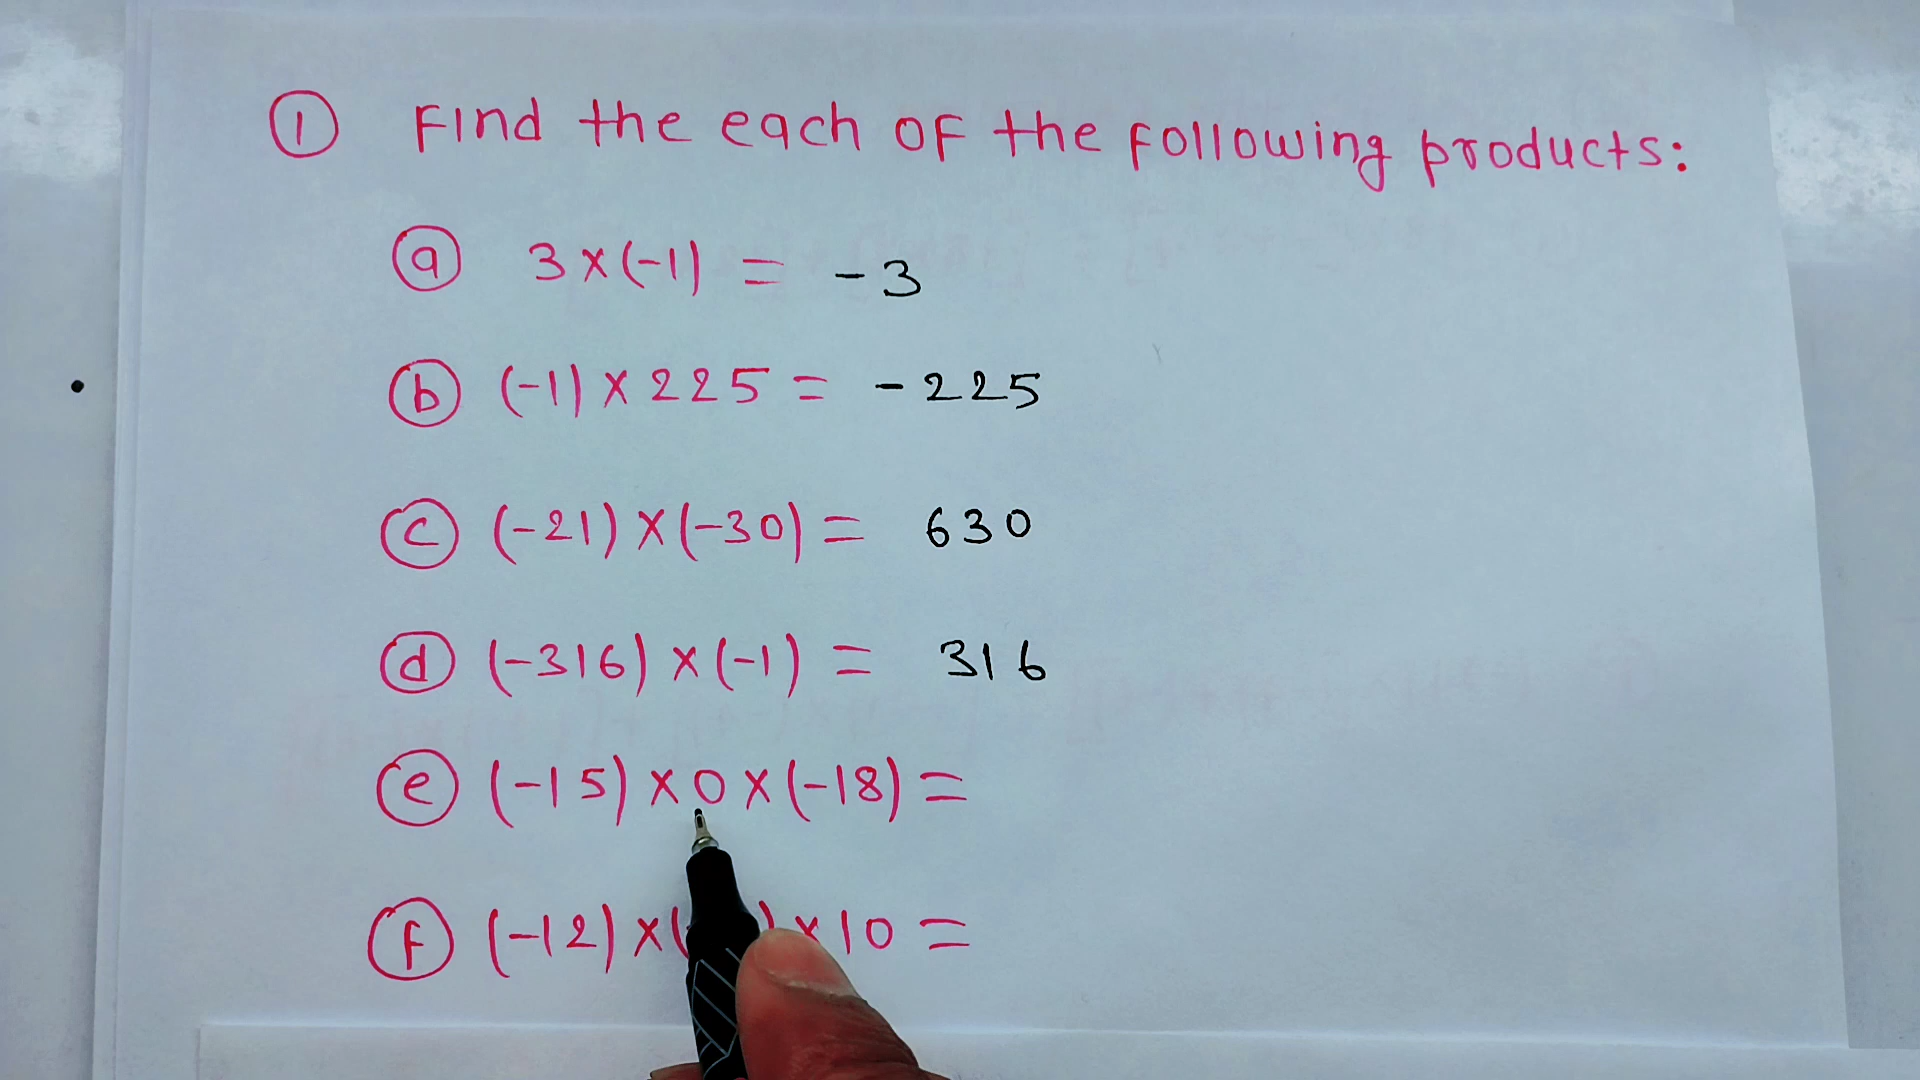 ① Find the each of the following products:
ⓐ 3×(-1) = -3
ⓑ (-1)×225 = -225
ⓒ (-21)×(-30) = 630
ⓓ (-316)×(-1) = 316
ⓔ (-15)×0×(-18) =
ⓕ (-12)×( )×10 =